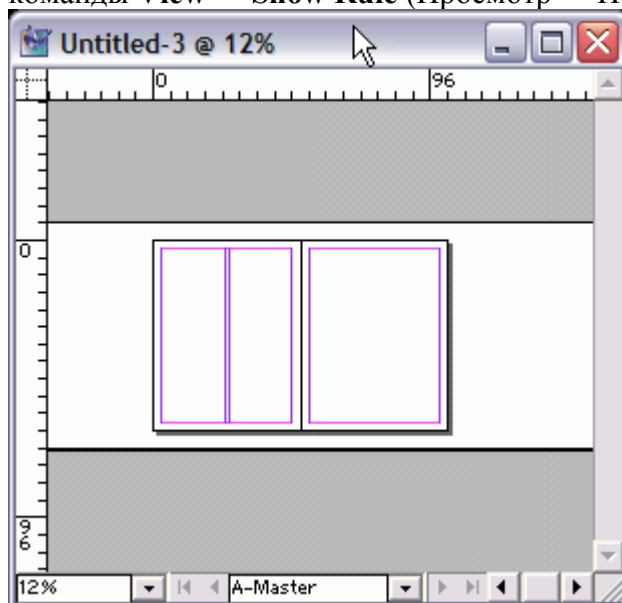 команды View – Show Rule (Просмотр – П
Untitled-3 @ 12%
0 96
0
96
12% A-Master